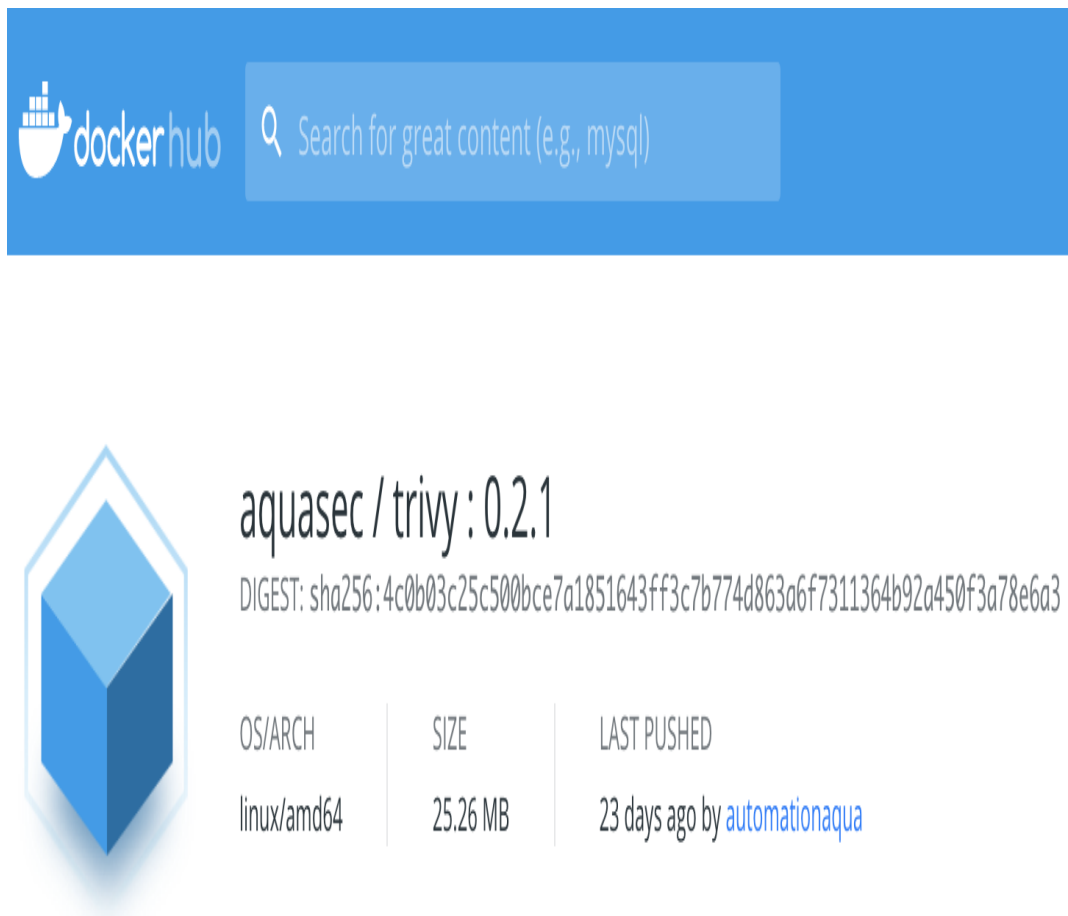 dockerhub
Search for great content (e.g., mysql)
aquasec / trivy : 0.2.1
DIGEST: sha256:4c0b03c25c500bce7a1851643ff3c7b774d863a6f7311364b92a450f3a78e6a3
OS/ARCH
linux/amd64
SIZE
25.26 MB
LAST PUSHED
23 days ago by automationaqua